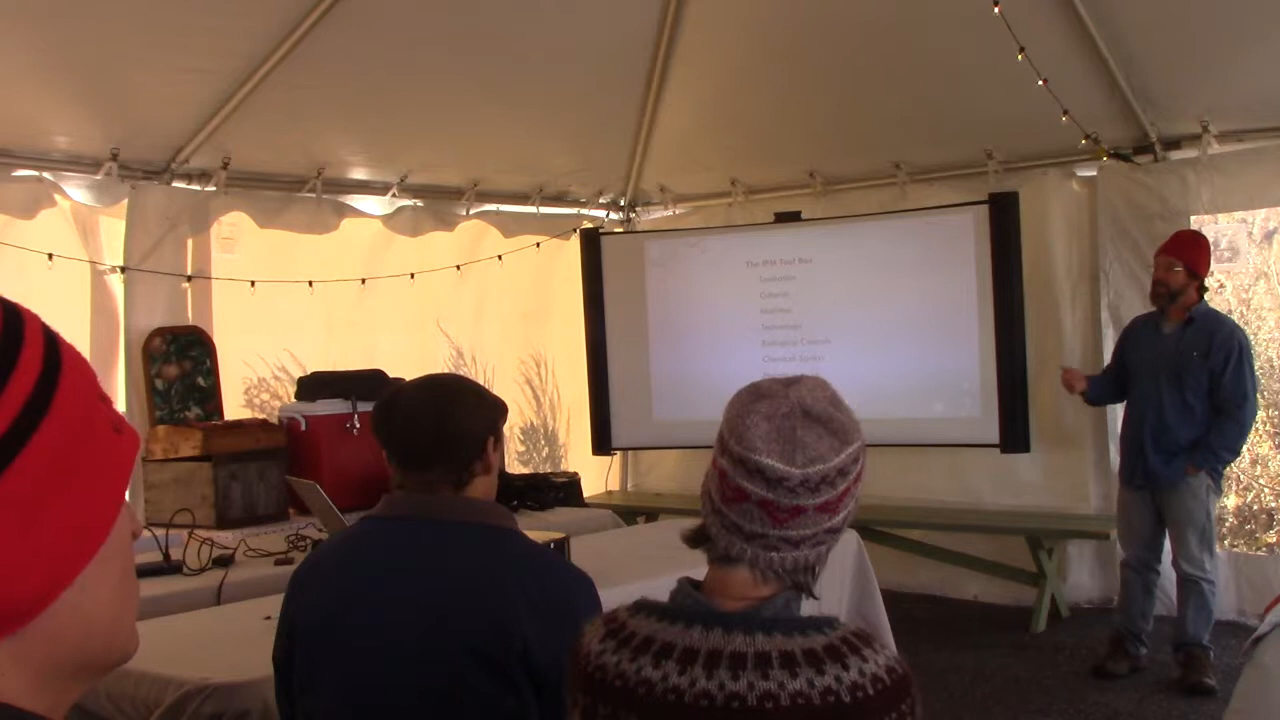 The IPM Tool Box
Sanitation
Cultural
Nutrition
Technology
Biological Controls
Chemical Sprays